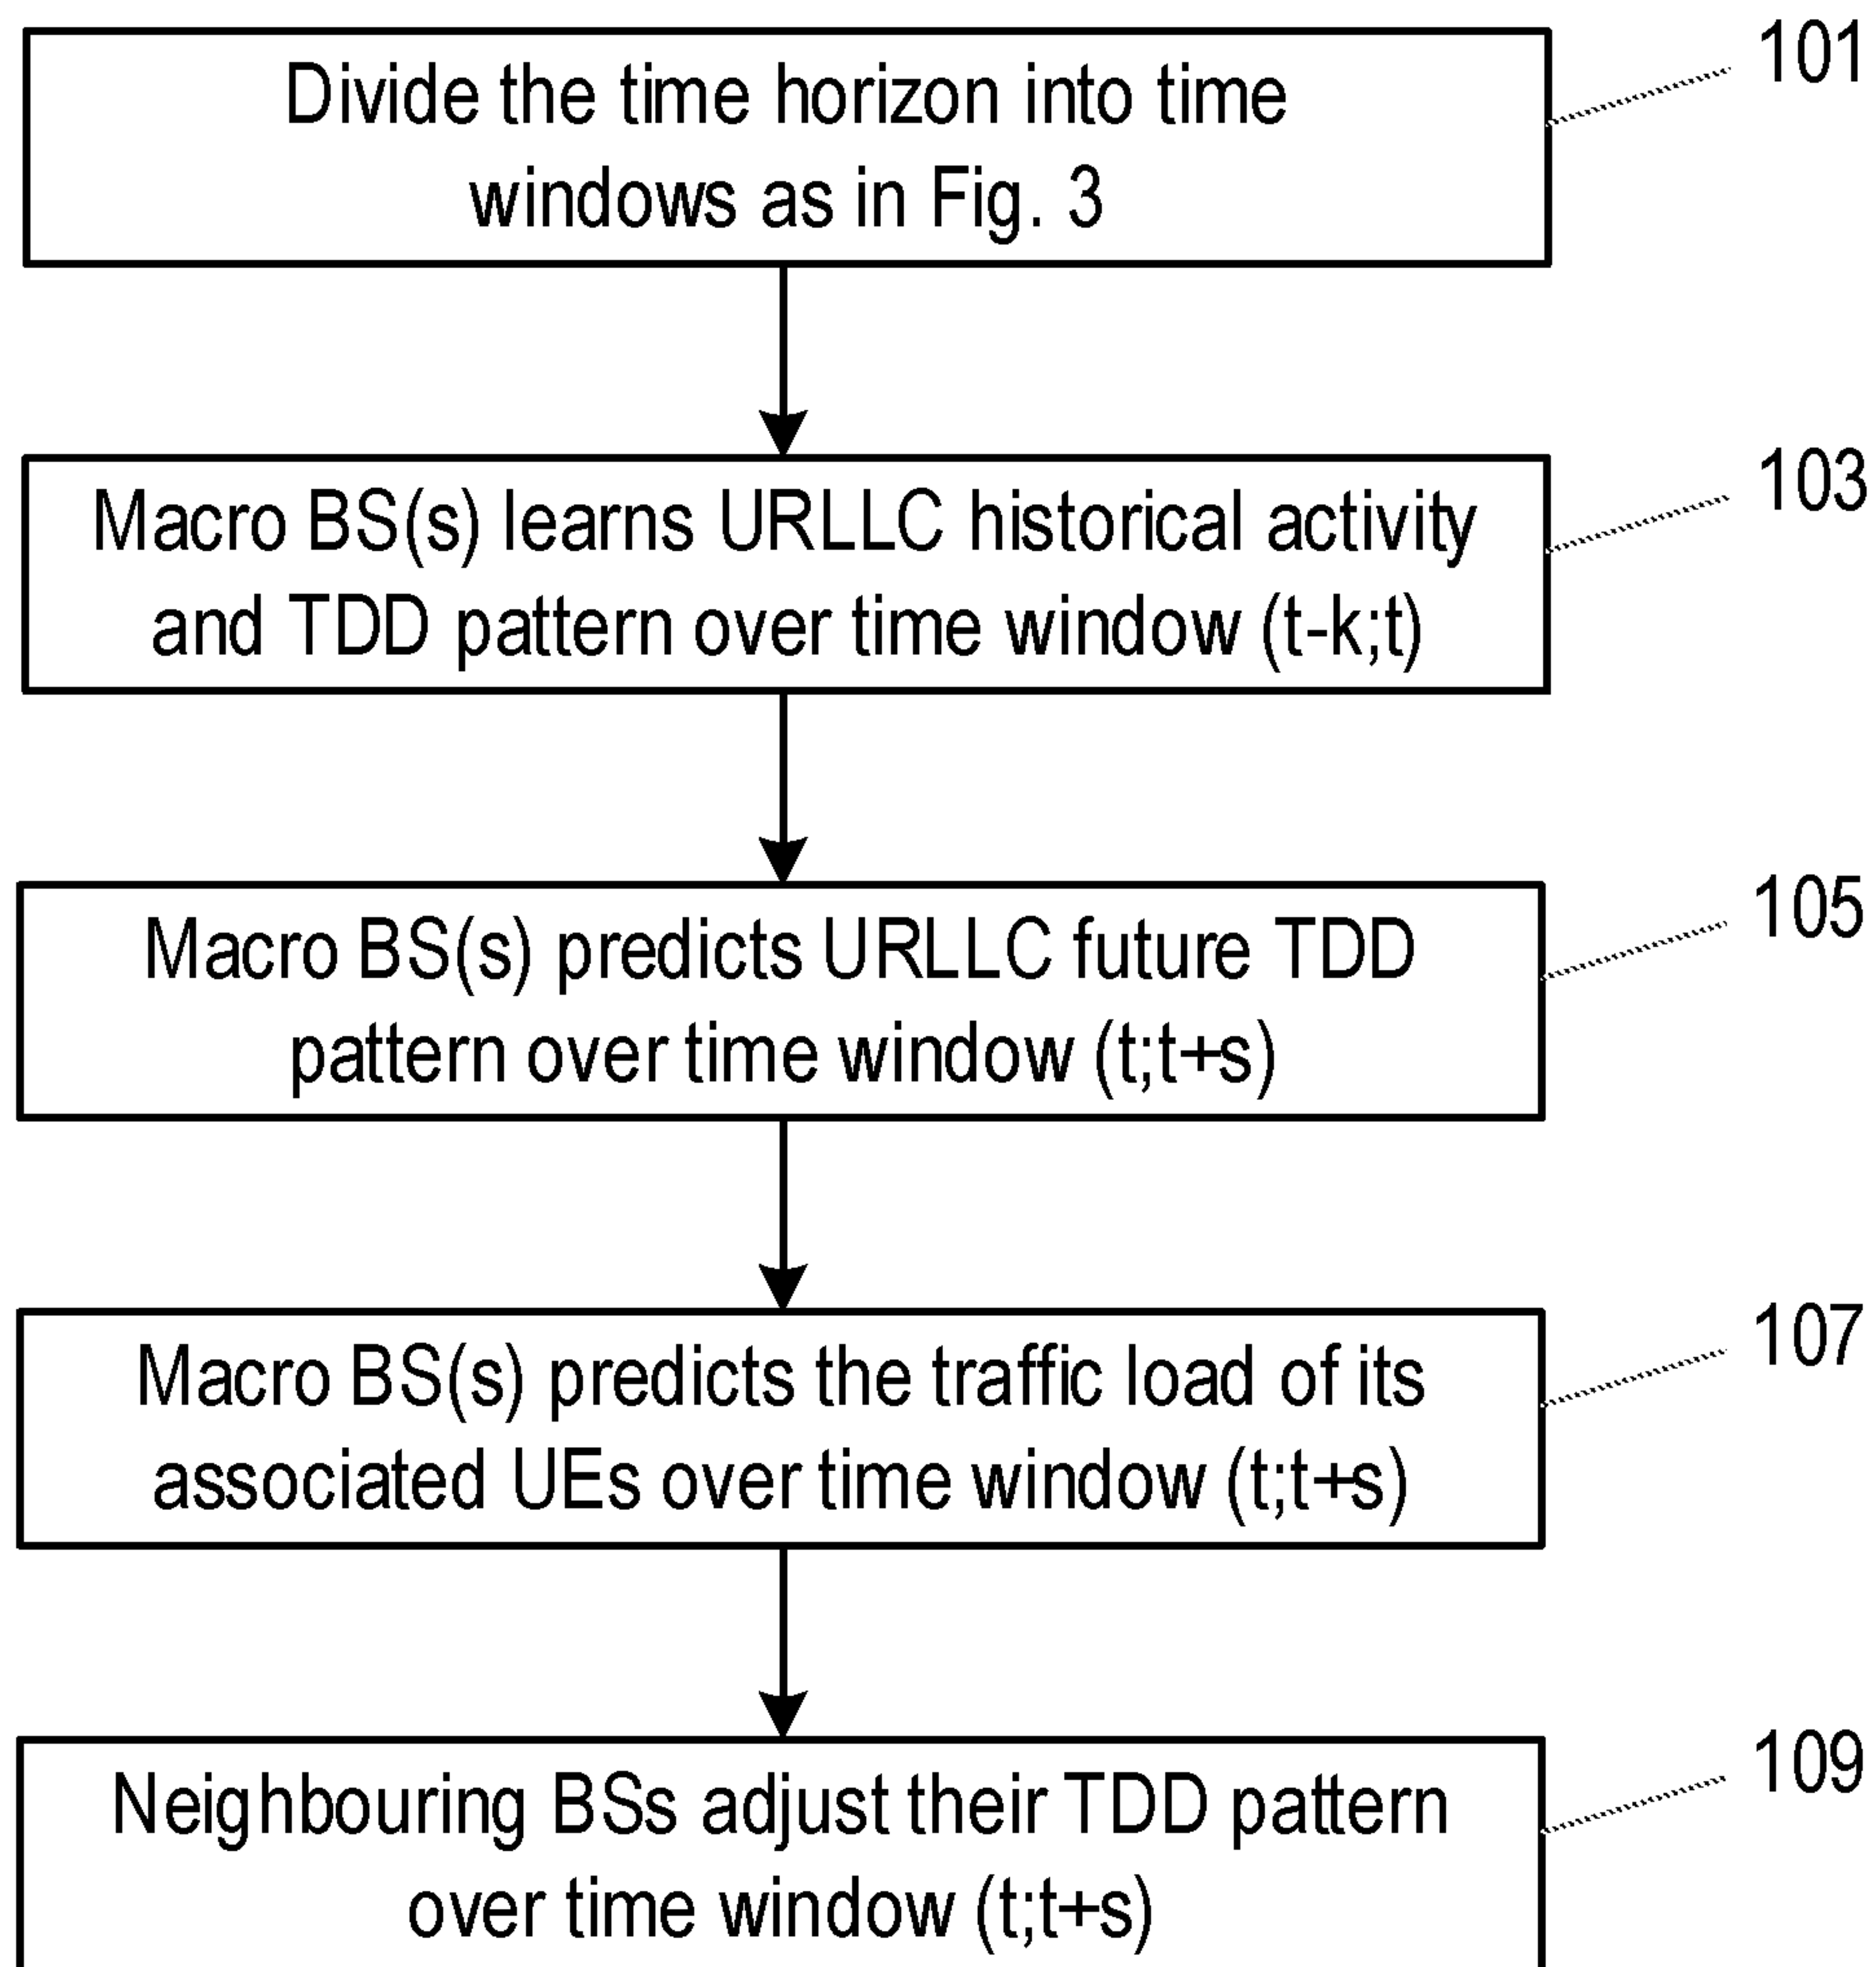 Divide the time horizon into time
windows as in Fig. 3
101
Macro BS(s) learns URLLC historical activity
and TDD pattern over time window (t-k;t)
103
Macro BS(s) predicts URLLC future TDD
pattern over time window (t;t+s)
105
Macro BS(s) predicts the traffic load of its
associated UEs over time window (t;t+s)
107
Neighbouring BSs adjust their TDD pattern
over time window (t;t+s)
109